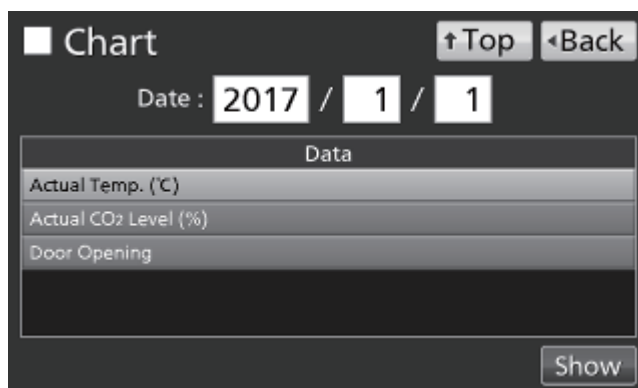 Chart ↑Top ◂Back
Date : 2017 / 1 / 1
Data
Actual Temp. (℃)
Actual CO₂ Level (%)
Door Opening
Show